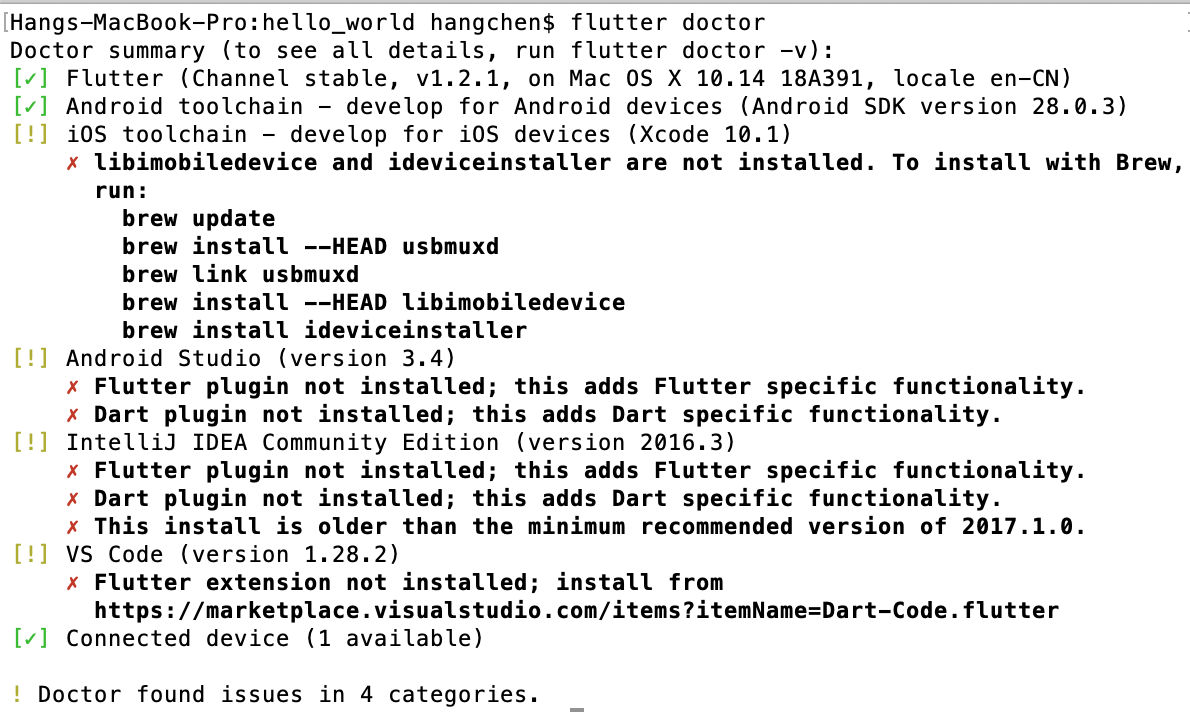 [Hangs-MacBook-Pro:hello_world hangchen$ flutter doctor
Doctor summary (to see all details, run flutter doctor -v):
[✓] Flutter (Channel stable, v1.2.1, on Mac OS X 10.14 18A391, locale en-CN)
[✓] Android toolchain - develop for Android devices (Android SDK version 28.0.3)
[!] iOS toolchain - develop for iOS devices (Xcode 10.1)
    ✗ libimobiledevice and ideviceinstaller are not installed. To install with Brew,
      run:
        brew update
        brew install --HEAD usbmuxd
        brew link usbmuxd
        brew install --HEAD libimobiledevice
        brew install ideviceinstaller
[!] Android Studio (version 3.4)
    ✗ Flutter plugin not installed; this adds Flutter specific functionality.
    ✗ Dart plugin not installed; this adds Dart specific functionality.
[!] IntelliJ IDEA Community Edition (version 2016.3)
    ✗ Flutter plugin not installed; this adds Flutter specific functionality.
    ✗ Dart plugin not installed; this adds Dart specific functionality.
    ✗ This install is older than the minimum recommended version of 2017.1.0.
[!] VS Code (version 1.28.2)
    ✗ Flutter extension not installed; install from
      https://marketplace.visualstudio.com/items?itemName=Dart-Code.flutter
[✓] Connected device (1 available)

! Doctor found issues in 4 categories.